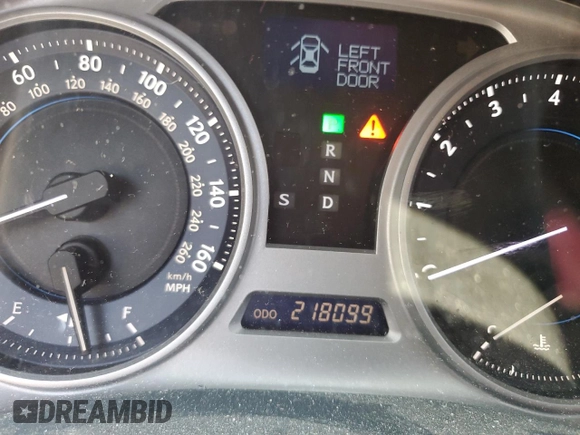 LEFT
FRONT
DOOR
60 80 100 120 140 160
80 100 120 140 160 180 200 220 240 260
km/h
MPH
E F
P
R
N
S D
ODO 218099
1 2 3 4
C
DREAMBID